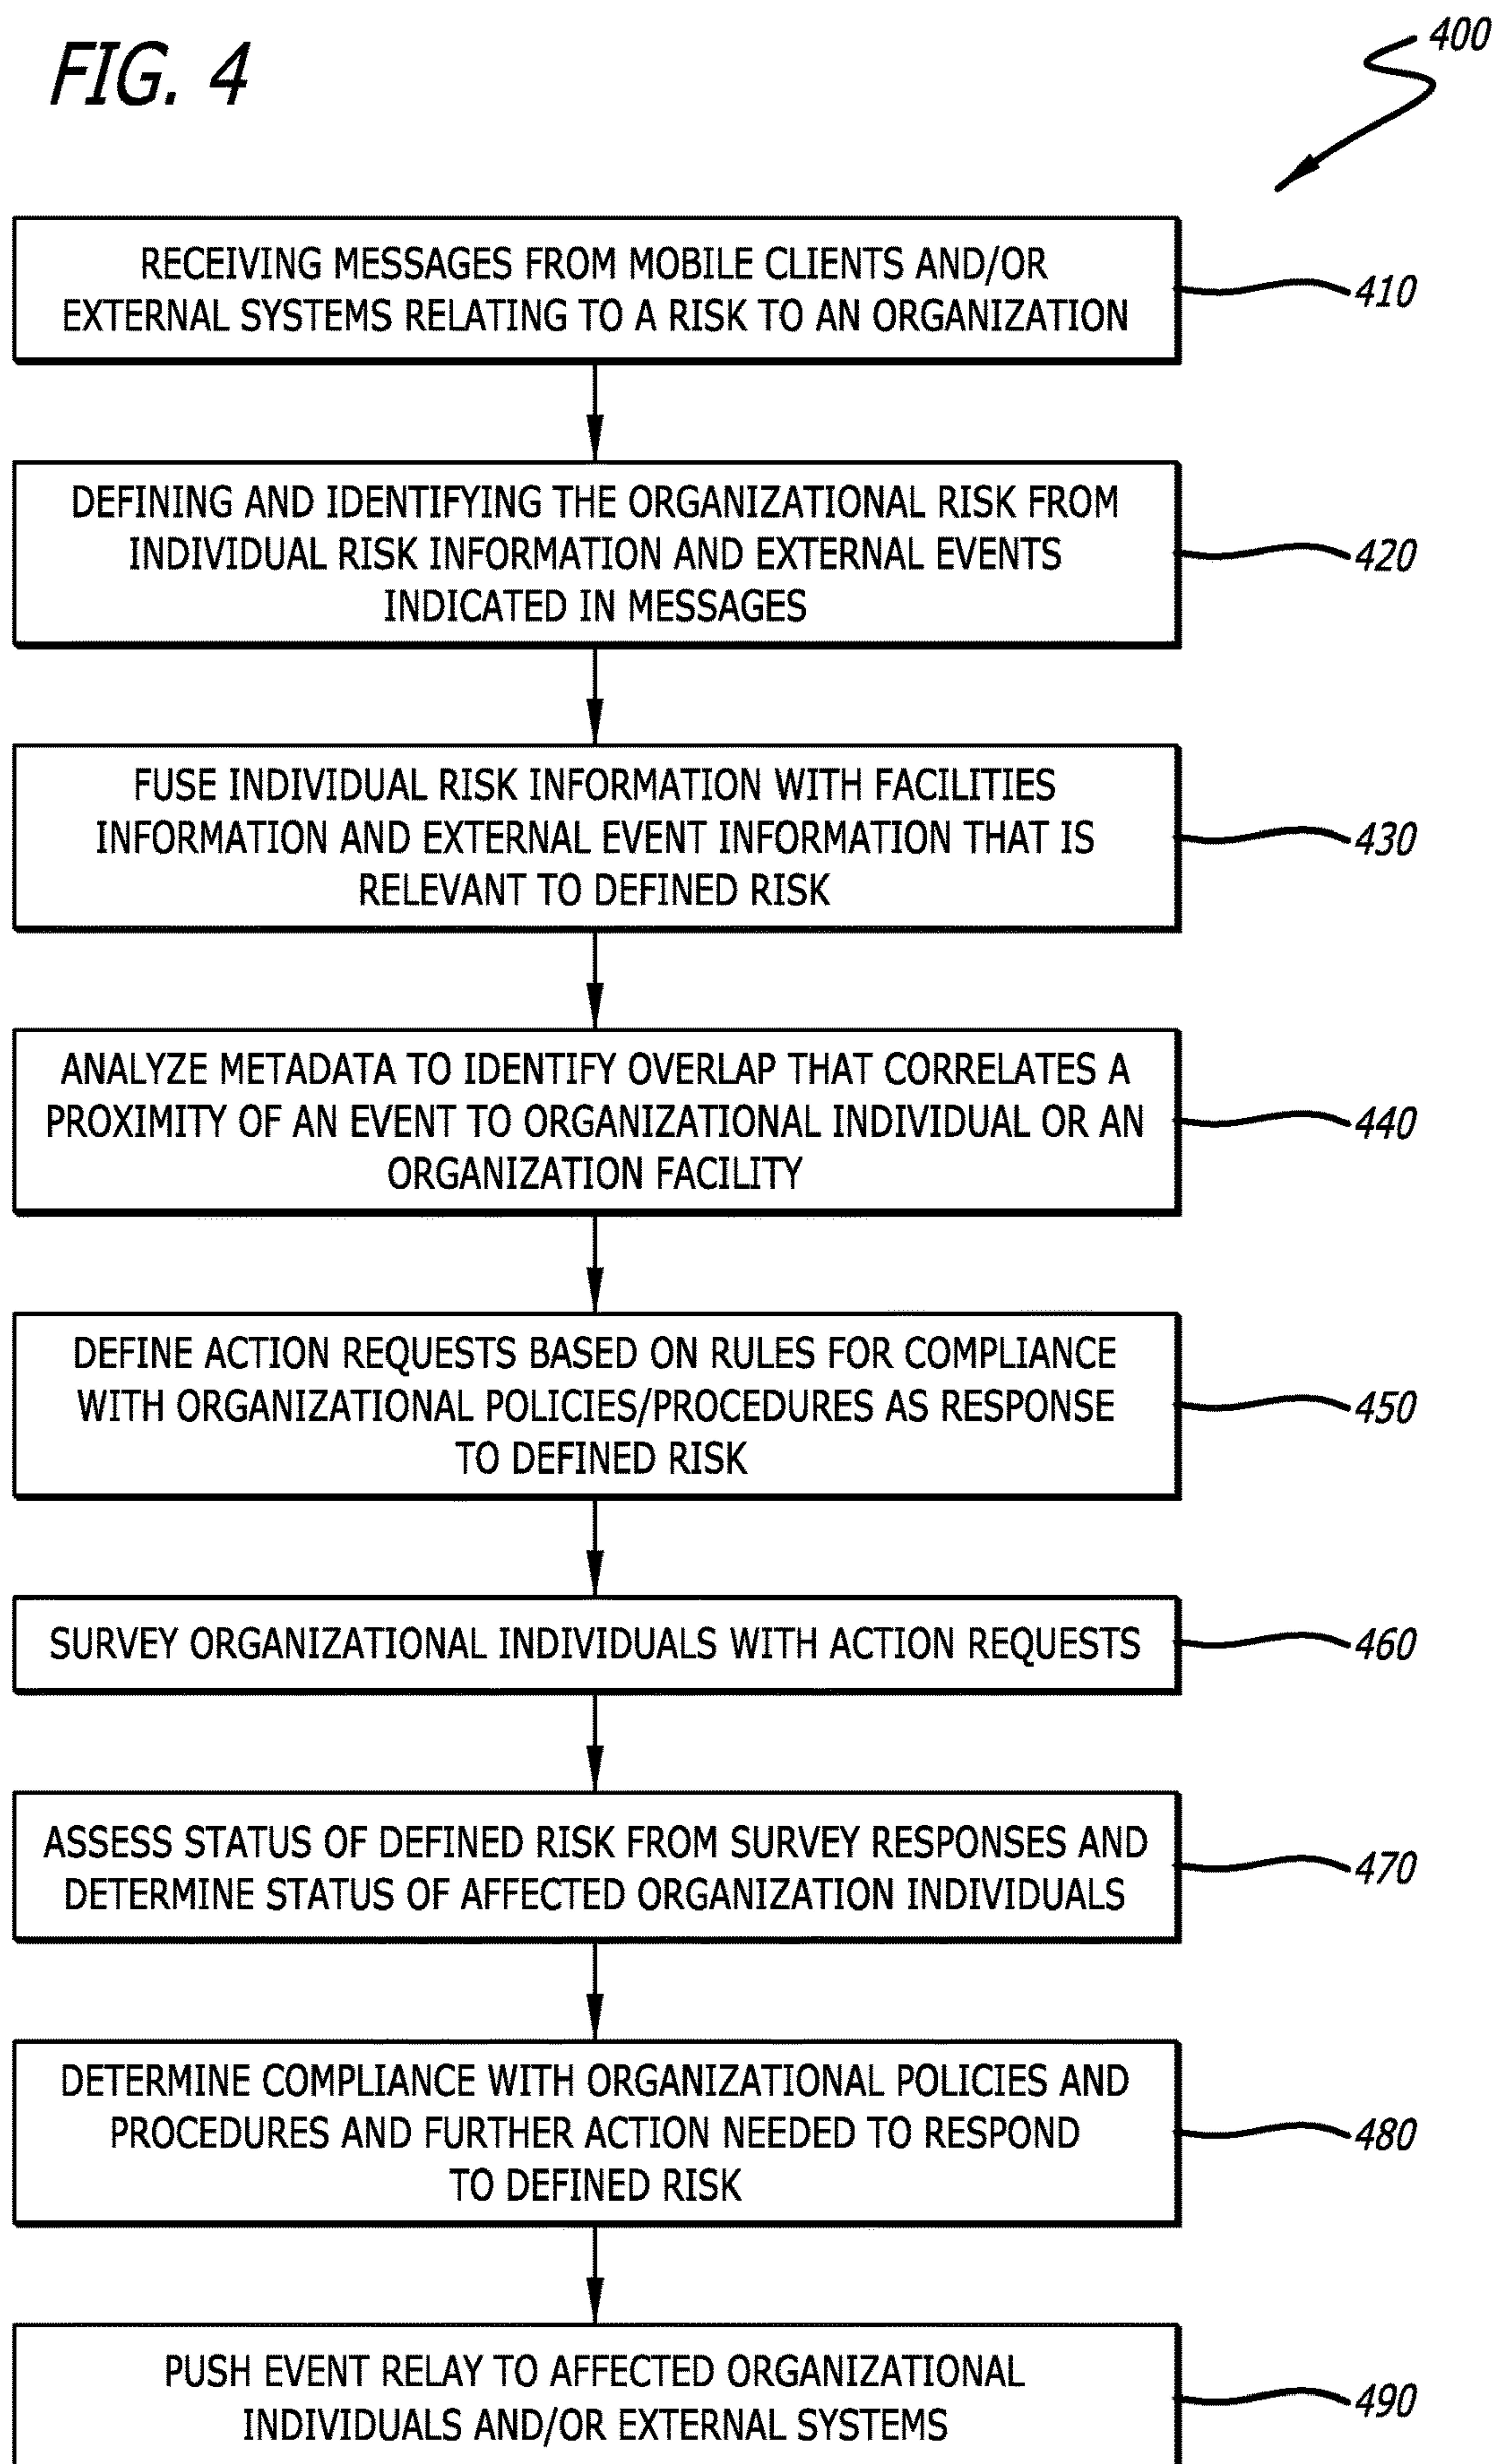 FIG. 4
400
RECEIVING MESSAGES FROM MOBILE CLIENTS AND/OR
EXTERNAL SYSTEMS RELATING TO A RISK TO AN ORGANIZATION
410
DEFINING AND IDENTIFYING THE ORGANIZATIONAL RISK FROM
INDIVIDUAL RISK INFORMATION AND EXTERNAL EVENTS
INDICATED IN MESSAGES
420
FUSE INDIVIDUAL RISK INFORMATION WITH FACILITIES
INFORMATION AND EXTERNAL EVENT INFORMATION THAT IS
RELEVANT TO DEFINED RISK
430
ANALYZE METADATA TO IDENTIFY OVERLAP THAT CORRELATES A
PROXIMITY OF AN EVENT TO ORGANIZATIONAL INDIVIDUAL OR AN
ORGANIZATION FACILITY
440
DEFINE ACTION REQUESTS BASED ON RULES FOR COMPLIANCE
WITH ORGANIZATIONAL POLICIES/PROCEDURES AS RESPONSE
TO DEFINED RISK
450
SURVEY ORGANIZATIONAL INDIVIDUALS WITH ACTION REQUESTS
460
ASSESS STATUS OF DEFINED RISK FROM SURVEY RESPONSES AND
DETERMINE STATUS OF AFFECTED ORGANIZATION INDIVIDUALS
470
DETERMINE COMPLIANCE WITH ORGANIZATIONAL POLICIES AND
PROCEDURES AND FURTHER ACTION NEEDED TO RESPOND
TO DEFINED RISK
480
PUSH EVENT RELAY TO AFFECTED ORGANIZATIONAL
INDIVIDUALS AND/OR EXTERNAL SYSTEMS
490